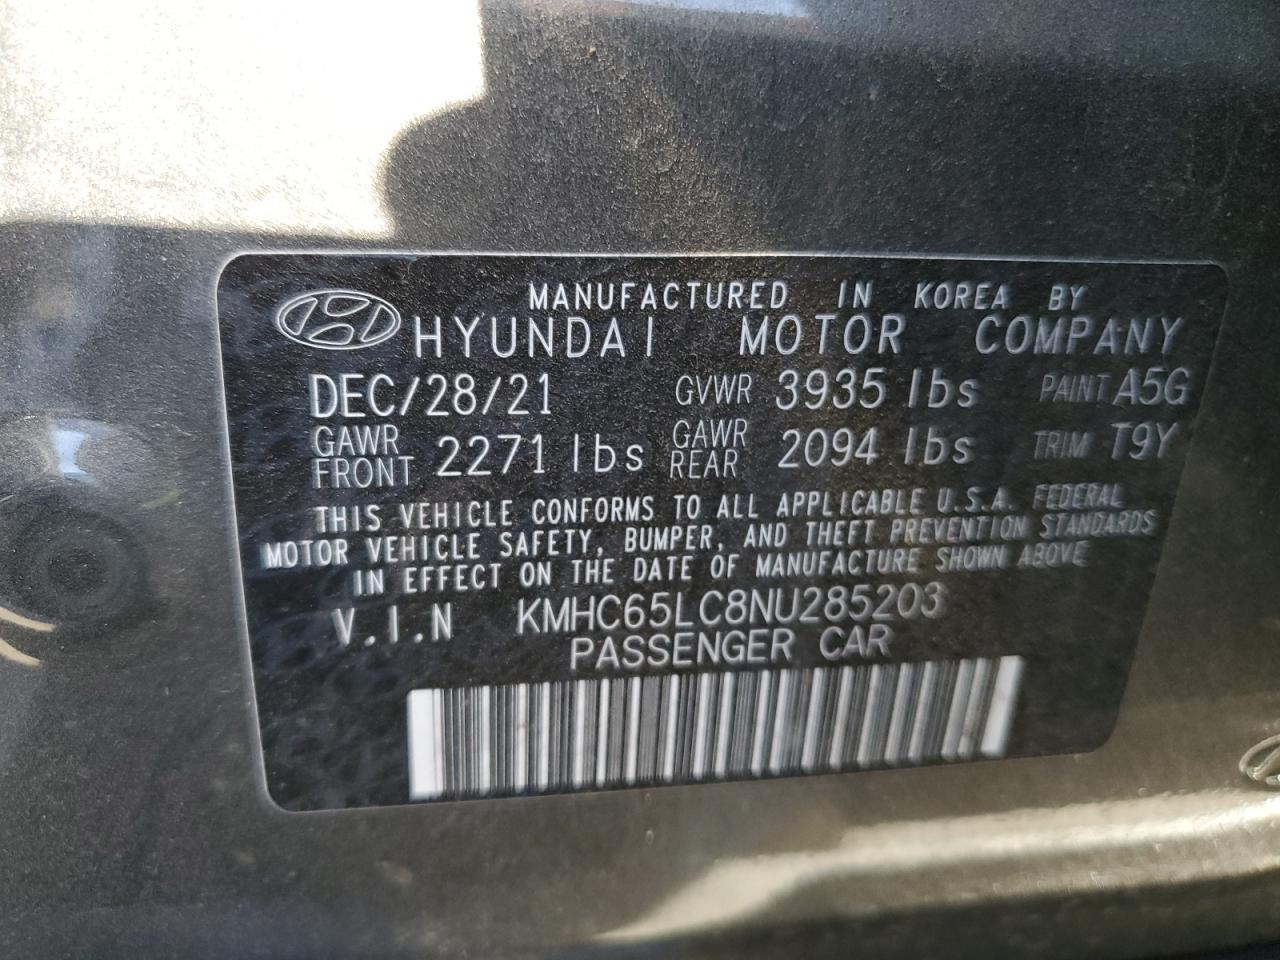 MANUFACTURED IN KOREA BY
HYUNDAI MOTOR COMPANY
DEC/28/21 GVWR 3935 lbs PAINT A5G
GAWR FRONT 2271 lbs GAWR REAR 2094 lbs TRIM T9Y
THIS VEHICLE CONFORMS TO ALL APPLICABLE U.S.A. FEDERAL
MOTOR VEHICLE SAFETY, BUMPER, AND THEFT PREVENTION STANDARDS
IN EFFECT ON THE DATE OF MANUFACTURE SHOWN ABOVE
V.I.N KMHC65LC8NU285203
PASSENGER CAR